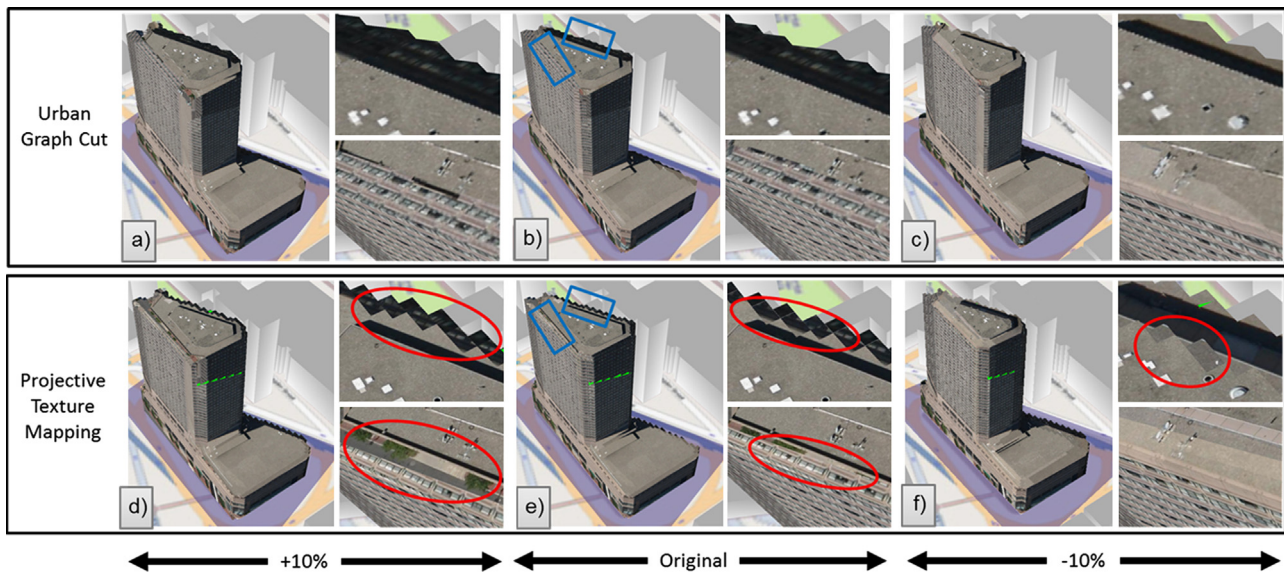 Urban
Graph Cut
a)
b)
c)
Projective
Texture
Mapping
d)
e)
f)
+10%
Original
-10%